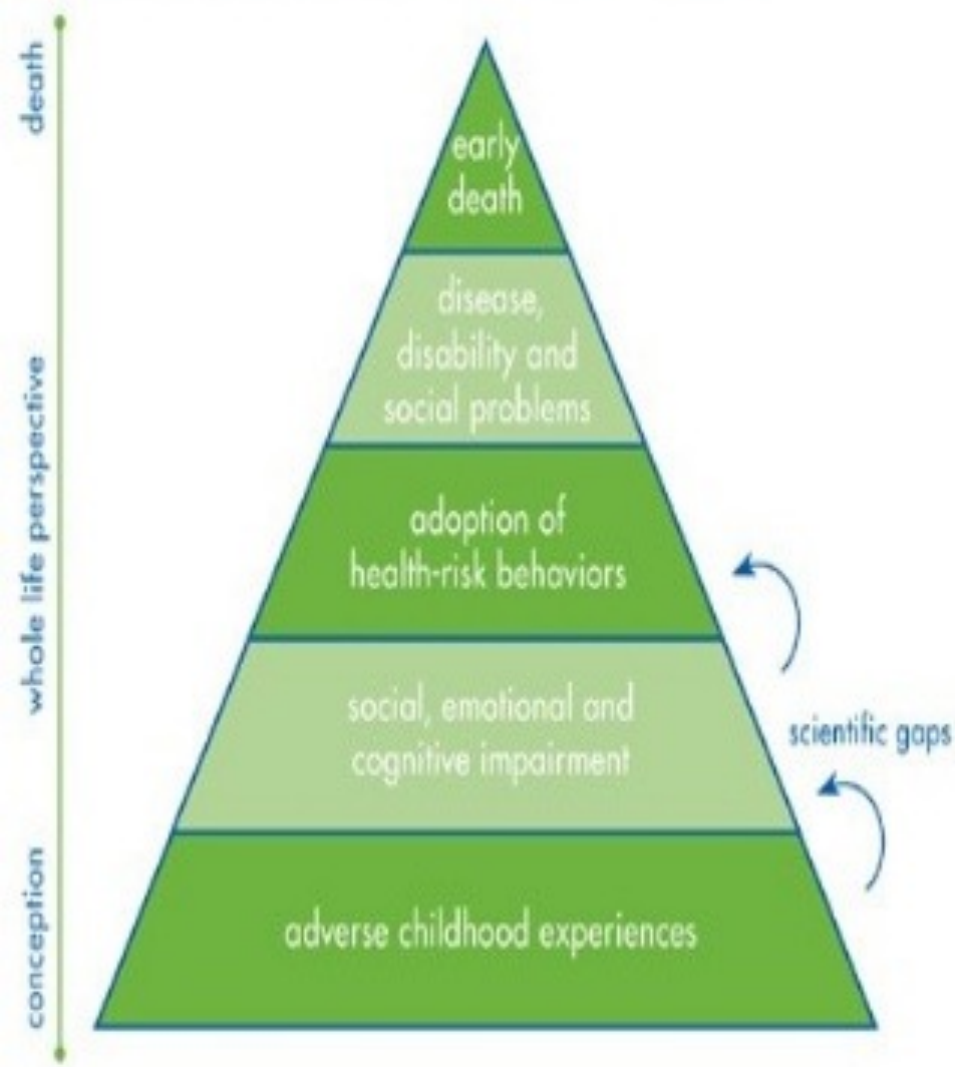 death
whole life perspective
conception
early
death
disease,
disability and
social problems
adoption of
health-risk behaviors
social, emotional and
cognitive impairment
adverse childhood experiences
scientific gaps